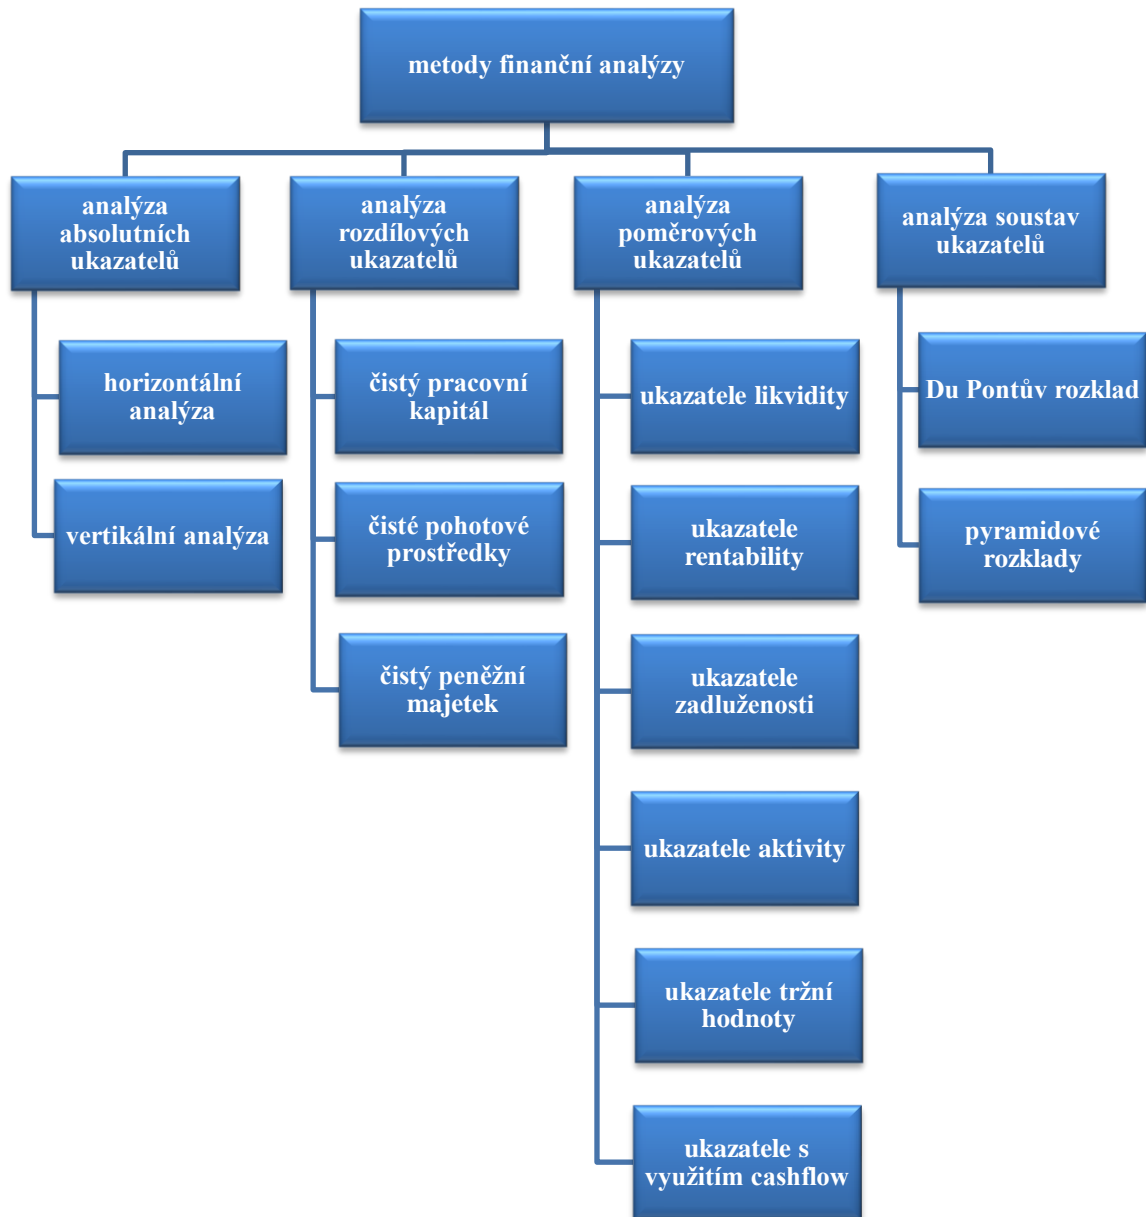 metody finanční analýzy
analýza
absolutních
ukazatelů
analýza
rozdílových
ukazatelů
analýza
poměrových
ukazatelů
analýza soustav
ukazatelů
horizontální
analýza
vertikální analýza
čistý pracovní
kapitál
čisté pohotové
prostředky
čistý peněžní
majetek
ukazatele likvidity
ukazatele
rentability
ukazatele
zadluženosti
ukazatele aktivity
ukazatele tržní
hodnoty
ukazatele s
využitím cashflow
Du Pontův rozklad
pyramidové
rozklady